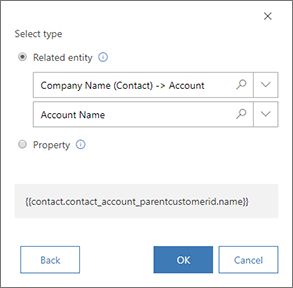 Select type
Related entity
Company Name (Contact) -> Account
Account Name
Property
{{contact.contact_account_parentcustomerid.name}}
Back OK Cancel